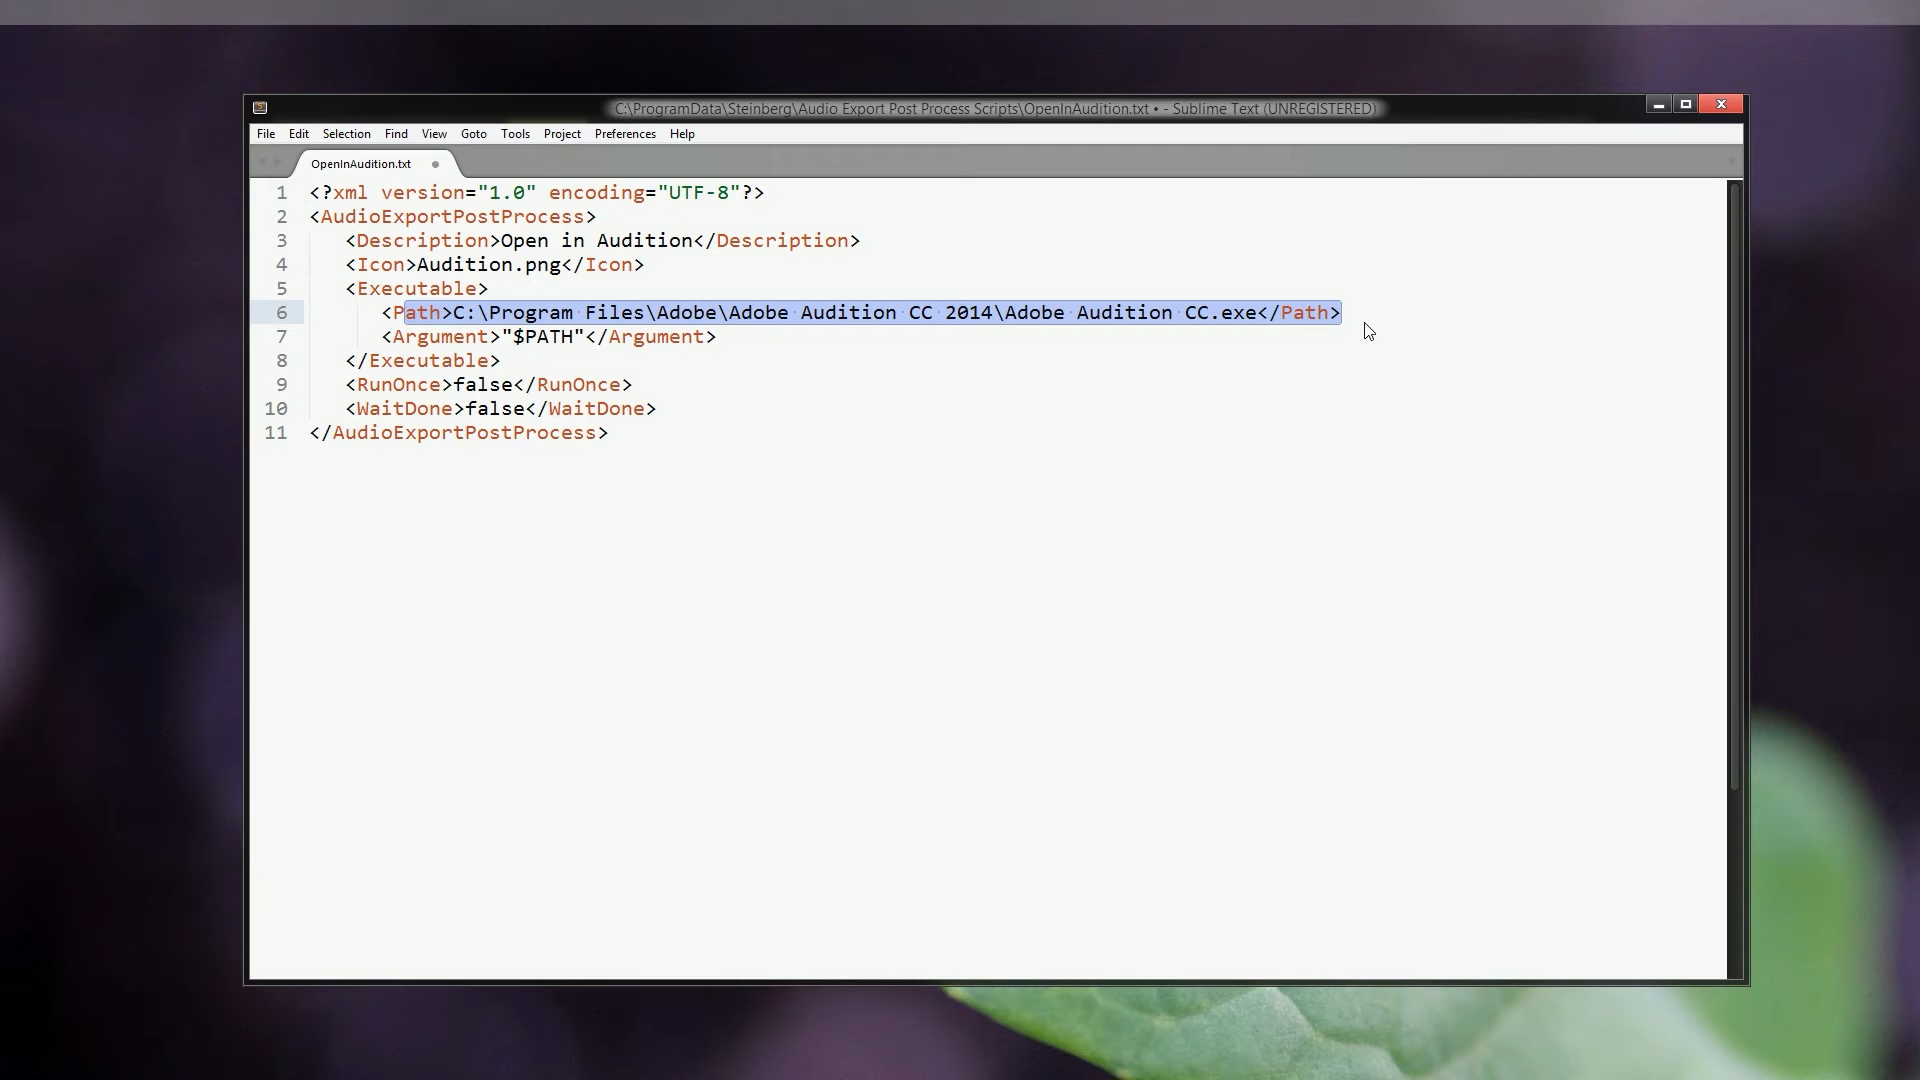 C:\ProgramData\Steinberg\Audio Export Post Process Scripts\OpenInAudition.txt • - Sublime Text (UNREGISTERED)
File Edit Selection Find View Goto Tools Project Preferences Help
OpenInAudition.txt
1 <?xml version="1.0" encoding="UTF-8"?>
2 <AudioExportPostProcess>
3 <Description>Open in Audition</Description>
4 <Icon>Audition.png</Icon>
5 <Executable>
6 <Path>C:\Program Files\Adobe\Adobe Audition CC 2014\Adobe Audition CC.exe</Path>
7 <Argument>"$PATH"</Argument>
8 </Executable>
9 <RunOnce>false</RunOnce>
10 <WaitDone>false</WaitDone>
11 </AudioExportPostProcess>